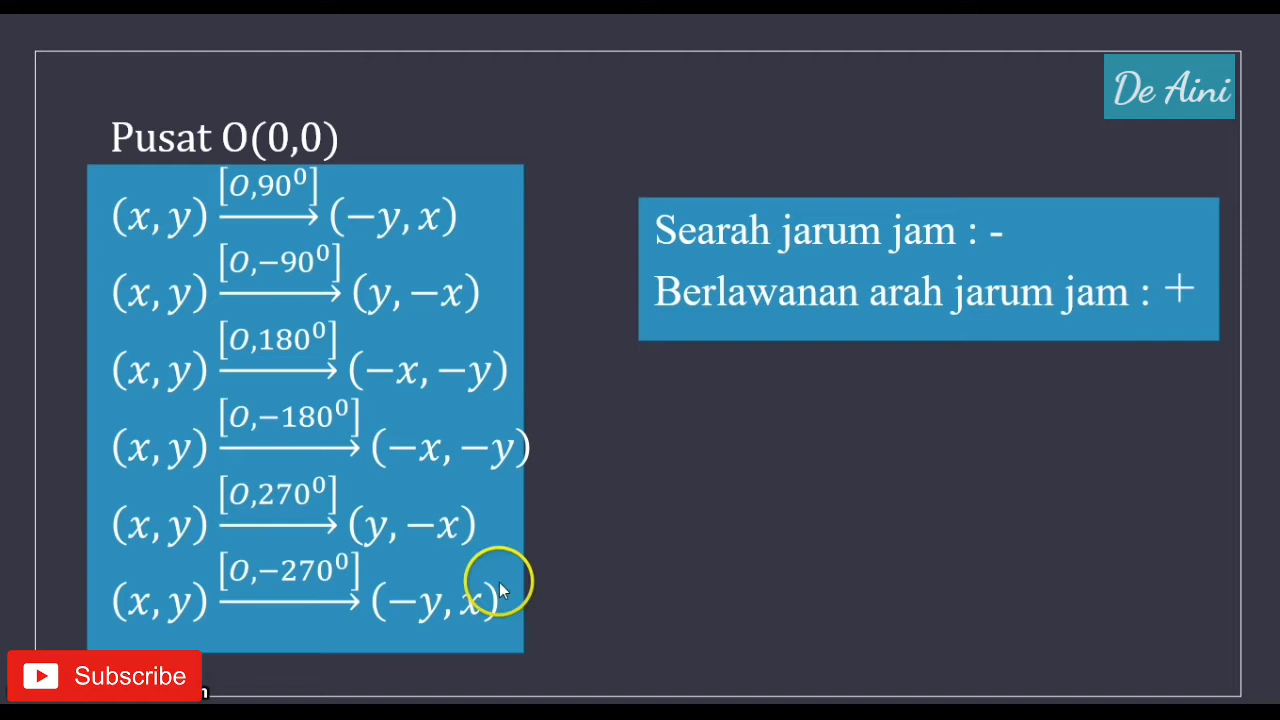 De Aini
Pusat O(0,0)
(x, y) [O,90⁰] → (−y, x)
(x, y) [O,−90⁰] → (y, −x)
(x, y) [O,180⁰] → (−x, −y)
(x, y) [O,−180⁰] → (−x, −y)
(x, y) [O,270⁰] → (y, −x)
(x, y) [O,−270⁰] → (−y, x)
Searah jarum jam : -
Berlawanan arah jarum jam : +
Subscribe